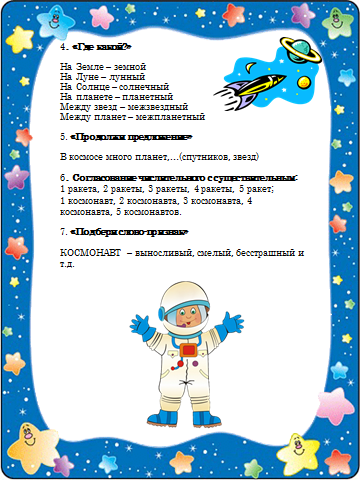 4. «Где какой?»
На Земле – земной
На Луне – лунный
На Солнце – солнечный
На планете – планетный
Между звезд – межзвездный
Между планет – межпланетный
5. «Продолжи предложение»
В космосе много планет,…(спутников, звезд)
6. Согласование числительного с существительным:
1 ракета, 2 ракеты, 3 ракеты, 4 ракеты, 5 ракет;
1 космонавт, 2 космонавта, 3 космонавта, 4
космонавта, 5 космонавтов.
7. «Подбери слово-признак»
КОСМОНАВТ – выносливый, смелый, бесстрашный и
т.д.